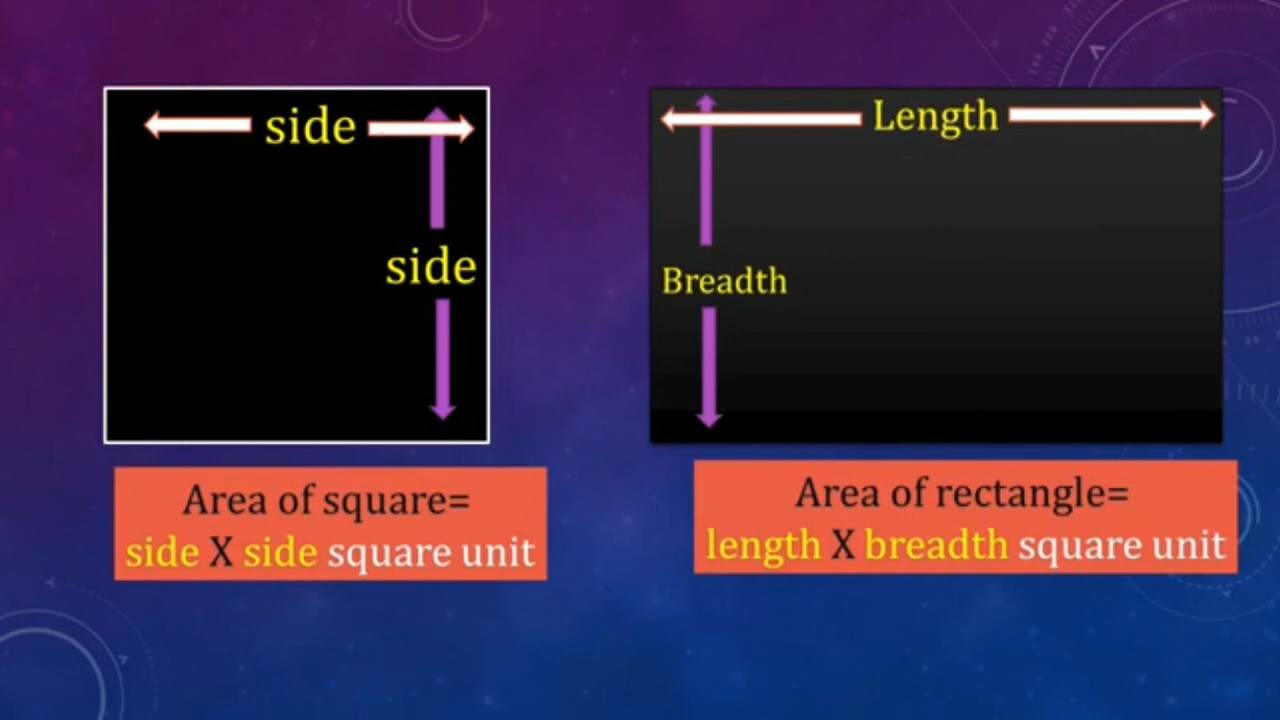 side
side
Area of square=
side X side square unit
Length
Breadth
Area of rectangle=
length X breadth square unit